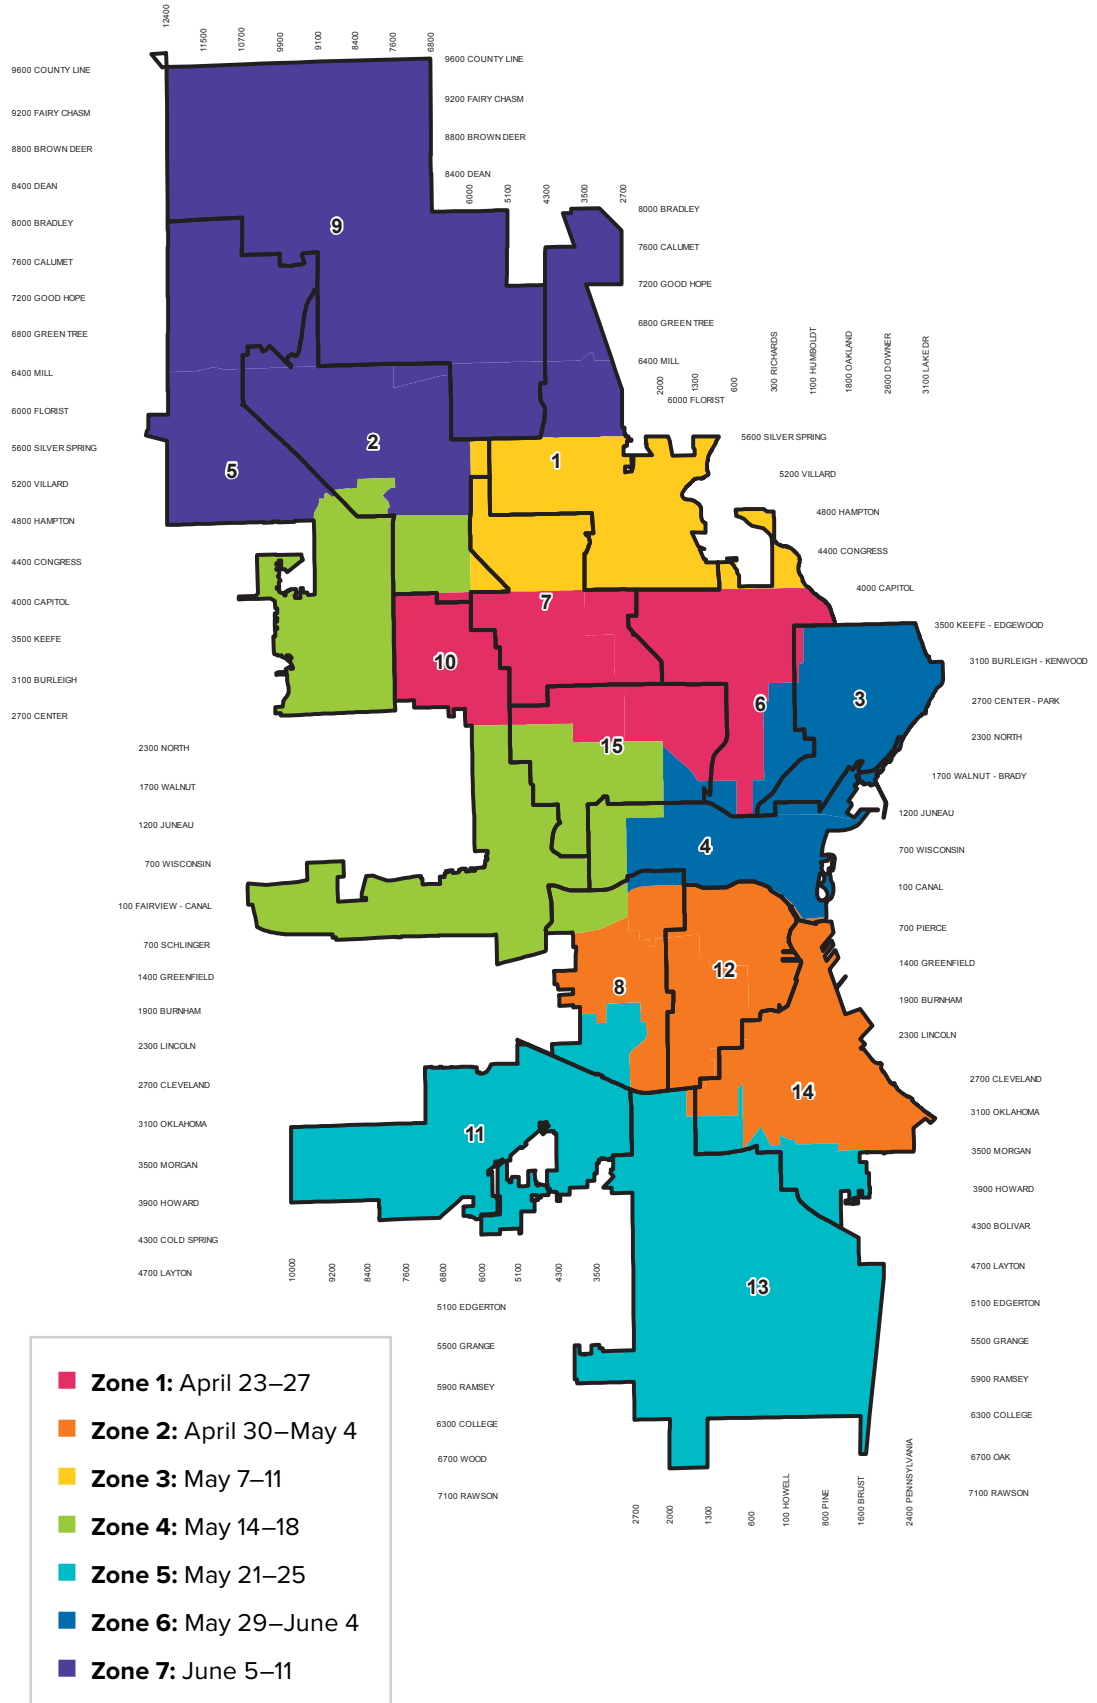 12400
11500
10700
9900
9100
8400
7600
6800
9600 COUNTY LINE
9200 FAIRY CHASM
8800 BROWN DEER
8400 DEAN
8000 BRADLEY
7600 CALUMET
7200 GOOD HOPE
6800 GREEN TREE
6400 MILL
6000 FLORIST
5600 SILVER SPRING
5200 VILLARD
4800 HAMPTON
4400 CONGRESS
4000 CAPITOL
3500 KEEFE
3100 BURLEIGH
2700 CENTER
2300 NORTH
1700 WALNUT
1200 JUNEAU
700 WISCONSIN
100 FAIRVIEW - CANAL
700 SCHLINGER
1400 GREENFIELD
1900 BURNHAM
2300 LINCOLN
2700 CLEVELAND
3100 OKLAHOMA
3500 MORGAN
3900 HOWARD
4300 COLD SPRING
4700 LAYTON
9600 COUNTY LINE
9200 FAIRY CHASM
8800 BROWN DEER
8400 DEAN
6000
5100
4300
3500
2700
8000 BRADLEY
7600 CALUMET
7200 GOOD HOPE
6800 GREEN TREE
6400 MILL
2000
1300
600
300 RICHARDS
1100 HUMBOLDT
1800 OAKLAND
2600 DOWNER
3100 LAKE DR
6000 FLORIST
5600 SILVER SPRING
5200 VILLARD
4800 HAMPTON
4400 CONGRESS
4000 CAPITOL
3500 KEEFE - EDGEWOOD
3100 BURLEIGH - KENWOOD
2700 CENTER - PARK
2300 NORTH
1700 WALNUT - BRADY
1200 JUNEAU
700 WISCONSIN
100 CANAL
700 PIERCE
1400 GREENFIELD
1900 BURNHAM
2300 LINCOLN
2700 CLEVELAND
3100 OKLAHOMA
3500 MORGAN
3900 HOWARD
4300 BOLIVAR
4700 LAYTON
5100 EDGERTON
5500 GRANGE
5900 RAMSEY
6300 COLLEGE
6700 OAK
7100 RAWSON
9
2
5
1
7
10
6
3
15
4
12
8
14
11
13
10000
9200
8400
7600
6800
6000
5100
4300
3500
5100 EDGERTON
5500 GRANGE
5900 RAMSEY
6300 COLLEGE
6700 WOOD
7100 RAWSON
2700
2000
1300
600
100 HOWELL
800 PINE
1600 BRUST
2400 PENNSYLVANIA
Zone 1: April 23–27
Zone 2: April 30–May 4
Zone 3: May 7–11
Zone 4: May 14–18
Zone 5: May 21–25
Zone 6: May 29–June 4
Zone 7: June 5–11